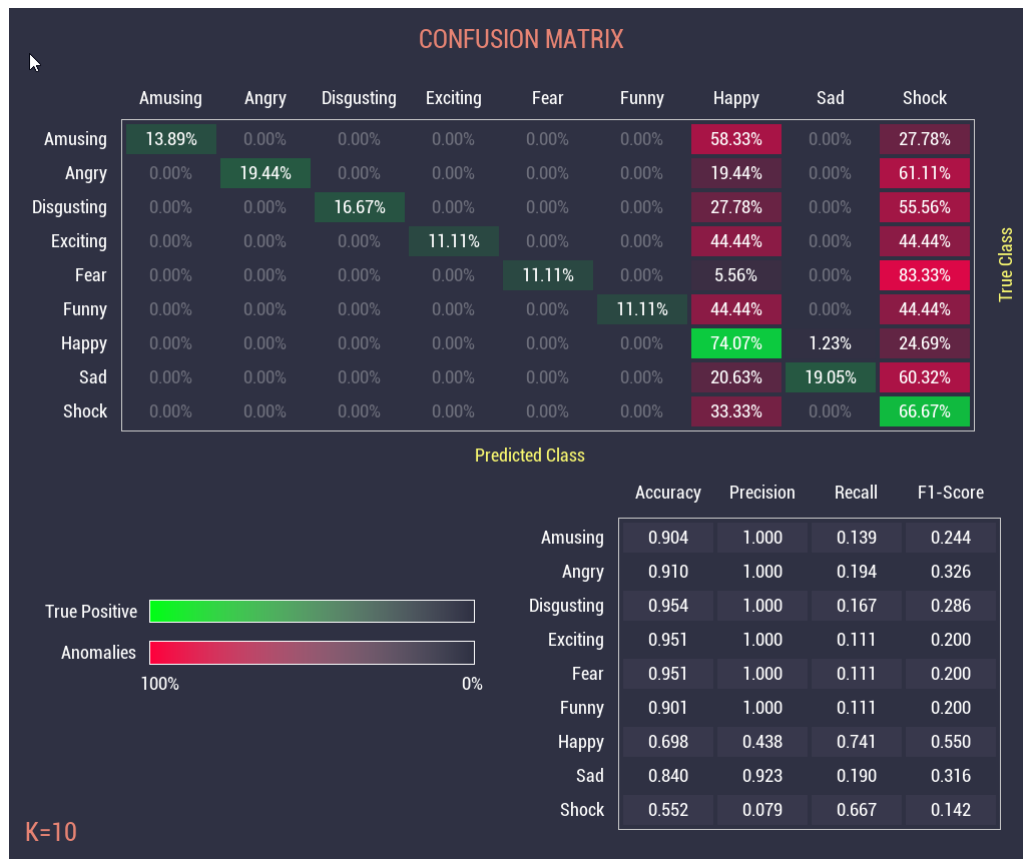 CONFUSION MATRIX
Amusing Angry Disgusting Exciting Fear Funny Happy Sad Shock
Amusing 13.89% 0.00% 0.00% 0.00% 0.00% 0.00% 58.33% 0.00% 27.78%
Angry 0.00% 19.44% 0.00% 0.00% 0.00% 0.00% 19.44% 0.00% 61.11%
Disgusting 0.00% 0.00% 16.67% 0.00% 0.00% 0.00% 27.78% 0.00% 55.56%
Exciting 0.00% 0.00% 0.00% 11.11% 0.00% 0.00% 44.44% 0.00% 44.44%
Fear 0.00% 0.00% 0.00% 0.00% 11.11% 0.00% 5.56% 0.00% 83.33%
Funny 0.00% 0.00% 0.00% 0.00% 0.00% 11.11% 44.44% 0.00% 44.44%
Happy 0.00% 0.00% 0.00% 0.00% 0.00% 0.00% 74.07% 1.23% 24.69%
Sad 0.00% 0.00% 0.00% 0.00% 0.00% 0.00% 20.63% 19.05% 60.32%
Shock 0.00% 0.00% 0.00% 0.00% 0.00% 0.00% 33.33% 0.00% 66.67%
True Class
Predicted Class
Accuracy Precision Recall F1-Score
Amusing 0.904 1.000 0.139 0.244
Angry 0.910 1.000 0.194 0.326
Disgusting 0.954 1.000 0.167 0.286
Exciting 0.951 1.000 0.111 0.200
Fear 0.951 1.000 0.111 0.200
Funny 0.901 1.000 0.111 0.200
Happy 0.698 0.438 0.741 0.550
Sad 0.840 0.923 0.190 0.316
Shock 0.552 0.079 0.667 0.142
True Positive
Anomalies
100% 0%
K=10